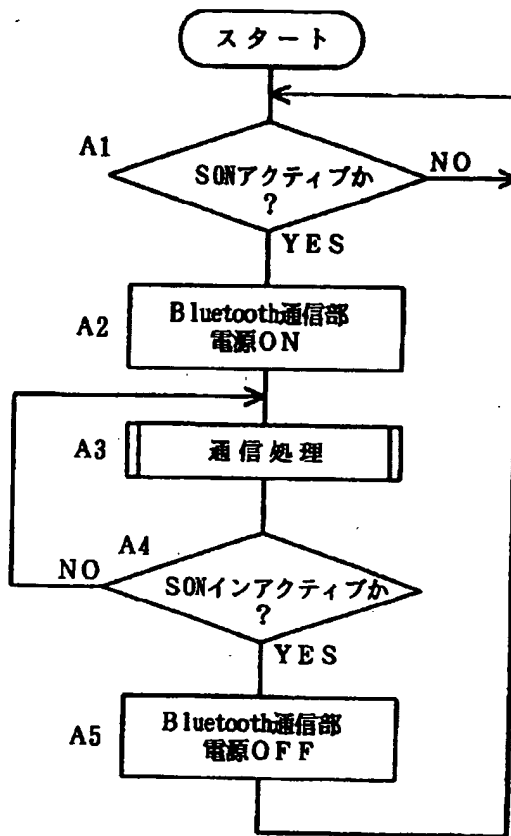 スタート
A1
SONアクティブか
?
NO
YES
A2
Bluetooth通信部
電源ON
A3
通信処理
A4
NO
SONインアクティブか
?
YES
A5
Bluetooth通信部
電源OFF